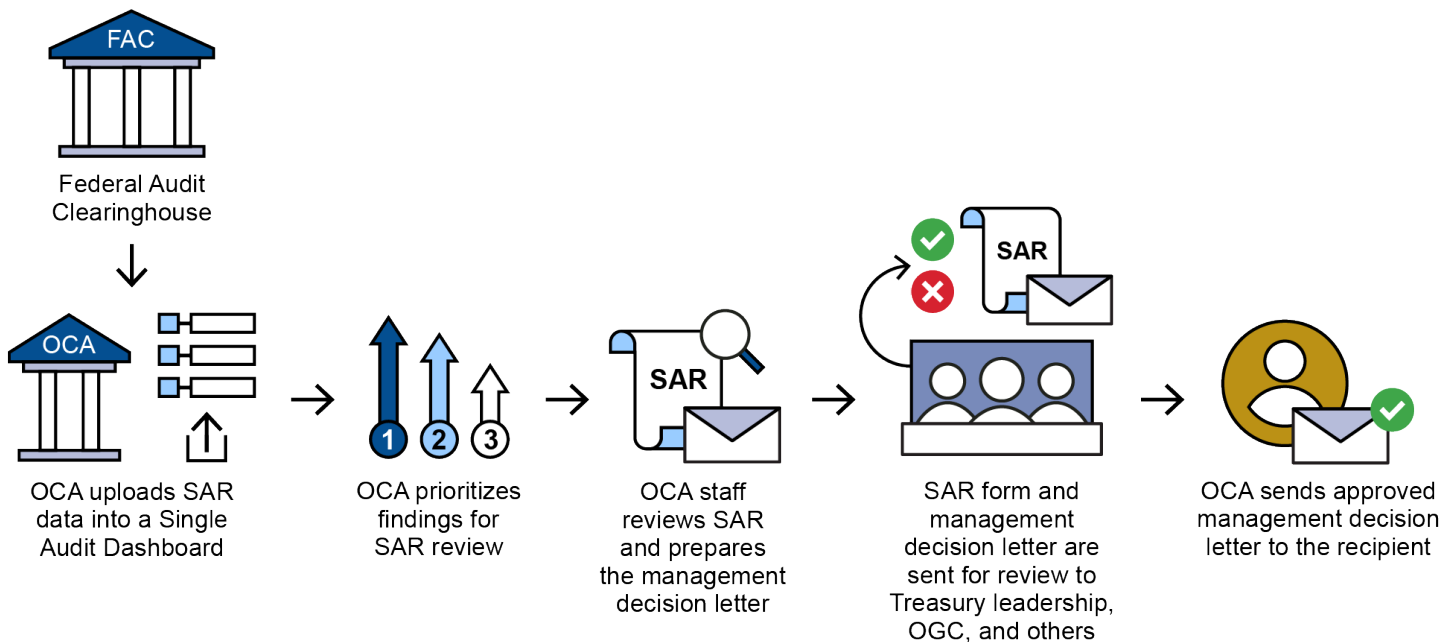 FAC
Federal Audit
Clearinghouse
OCA
OCA uploads SAR
data into a Single
Audit Dashboard
1
2
3
OCA prioritizes
findings for
SAR review
SAR
OCA staff
reviews SAR
and prepares
the management
decision letter
SAR
SAR form and
management
decision letter are
sent for review to
Treasury leadership,
OGC, and others
OCA sends approved
management decision
letter to the recipient